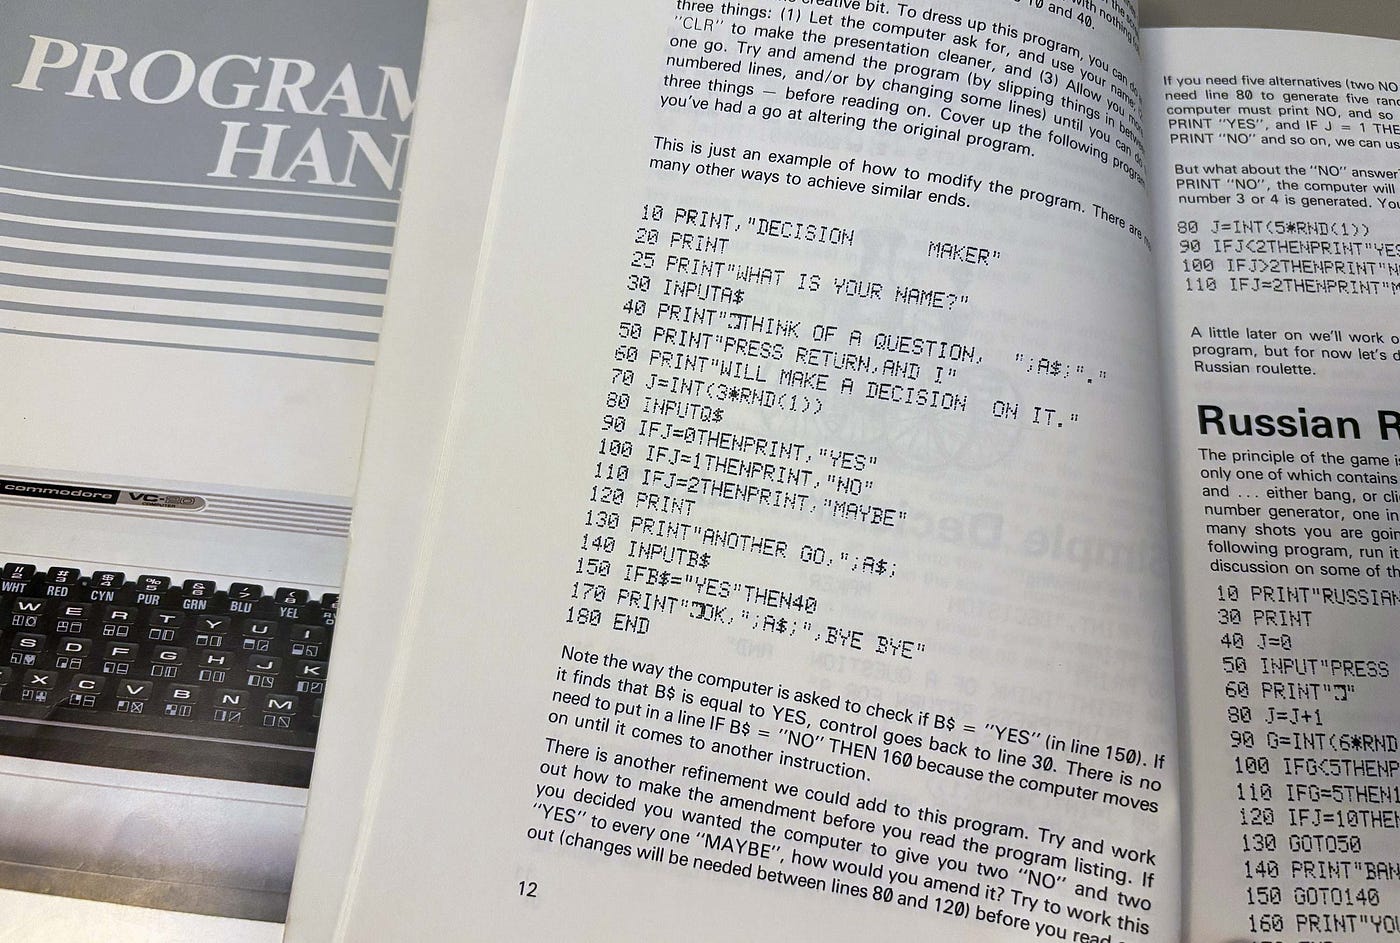 PROGRAM
HAN
commodore VC-20
COMPUTER
WHT RED CYN PUR GRN BLU YEL
W E R T Y U I
S D F G H J K
X C V B N M
creative bit. To dress up this program, you can do
three things: (1) Let the computer ask for, and use your name,
"CLR" to make the presentation cleaner, and (3) Allow you
one go. Try and amend the program (by slipping things in between
numbered lines, and/or by changing some lines) until you can do
three things — before reading on. Cover up the following program
you've had a go at altering the original program.
This is just an example of how to modify the program. There are
many other ways to achieve similar ends.
10 PRINT,"DECISION MAKER"
20 PRINT
25 PRINT"WHAT IS YOUR NAME?"
30 INPUTA$
40 PRINT"THINK OF A QUESTION, ";A$;"."
50 PRINT"PRESS RETURN,AND I"
60 PRINT"WILL MAKE A DECISION ON IT."
70 J=INT(3*RND(1))
80 INPUTQ$
90 IFJ=0THENPRINT,"YES"
100 IFJ=1THENPRINT,"NO"
110 IFJ=2THENPRINT,"MAYBE"
120 PRINT
130 PRINT"ANOTHER GO,";A$;
140 INPUTB$
150 IFB$="YES"THEN40
170 PRINT"OK,";A$;",BYE BYE"
180 END
Note the way the computer is asked to check if B$ = "YES" (in line 150). If
it finds that B$ is equal to YES, control goes back to line 30. There is no
need to put in a line IF B$ = "NO" THEN 160 because the computer moves
on until it comes to another instruction.
There is another refinement we could add to this program. Try and work
out how to make the amendment before you read the program listing. If
you decided you wanted the computer to give you two "NO" and two
"YES" to every one "MAYBE", how would you amend it? Try to work this
out (changes will be needed between lines 80 and 120) before you read
12
If you need five alternatives (two NO
need line 80 to generate five ran
computer must print NO, and so
PRINT "YES", and IF J = 1 THE
PRINT "NO" and so on, we can us
But what about the "NO" answer
PRINT "NO", the computer will
number 3 or 4 is generated. You
80 J=INT(5*RND(1))
90 IFJ<2THENPRINT"YES
100 IFJ>2THENPRINT"N
110 IFJ=2THENPRINT"M
A little later on we'll work o
program, but for now let's d
Russian roulette.
Russian R
The principle of the game is
only one of which contains
and ... either bang, or cli
number generator, one in
many shots you are goin
following program, run it
discussion on some of th
10 PRINT"RUSSIAN
30 PRINT
40 J=0
50 INPUT"PRESS
60 PRINT""
80 J=J+1
90 G=INT(6*RND
100 IFG<5THENP
110 IFG=5THEN1
120 IFJ=10THEN
130 GOTO50
140 PRINT"BAN
150 GOTO140
160 PRINT"YOU